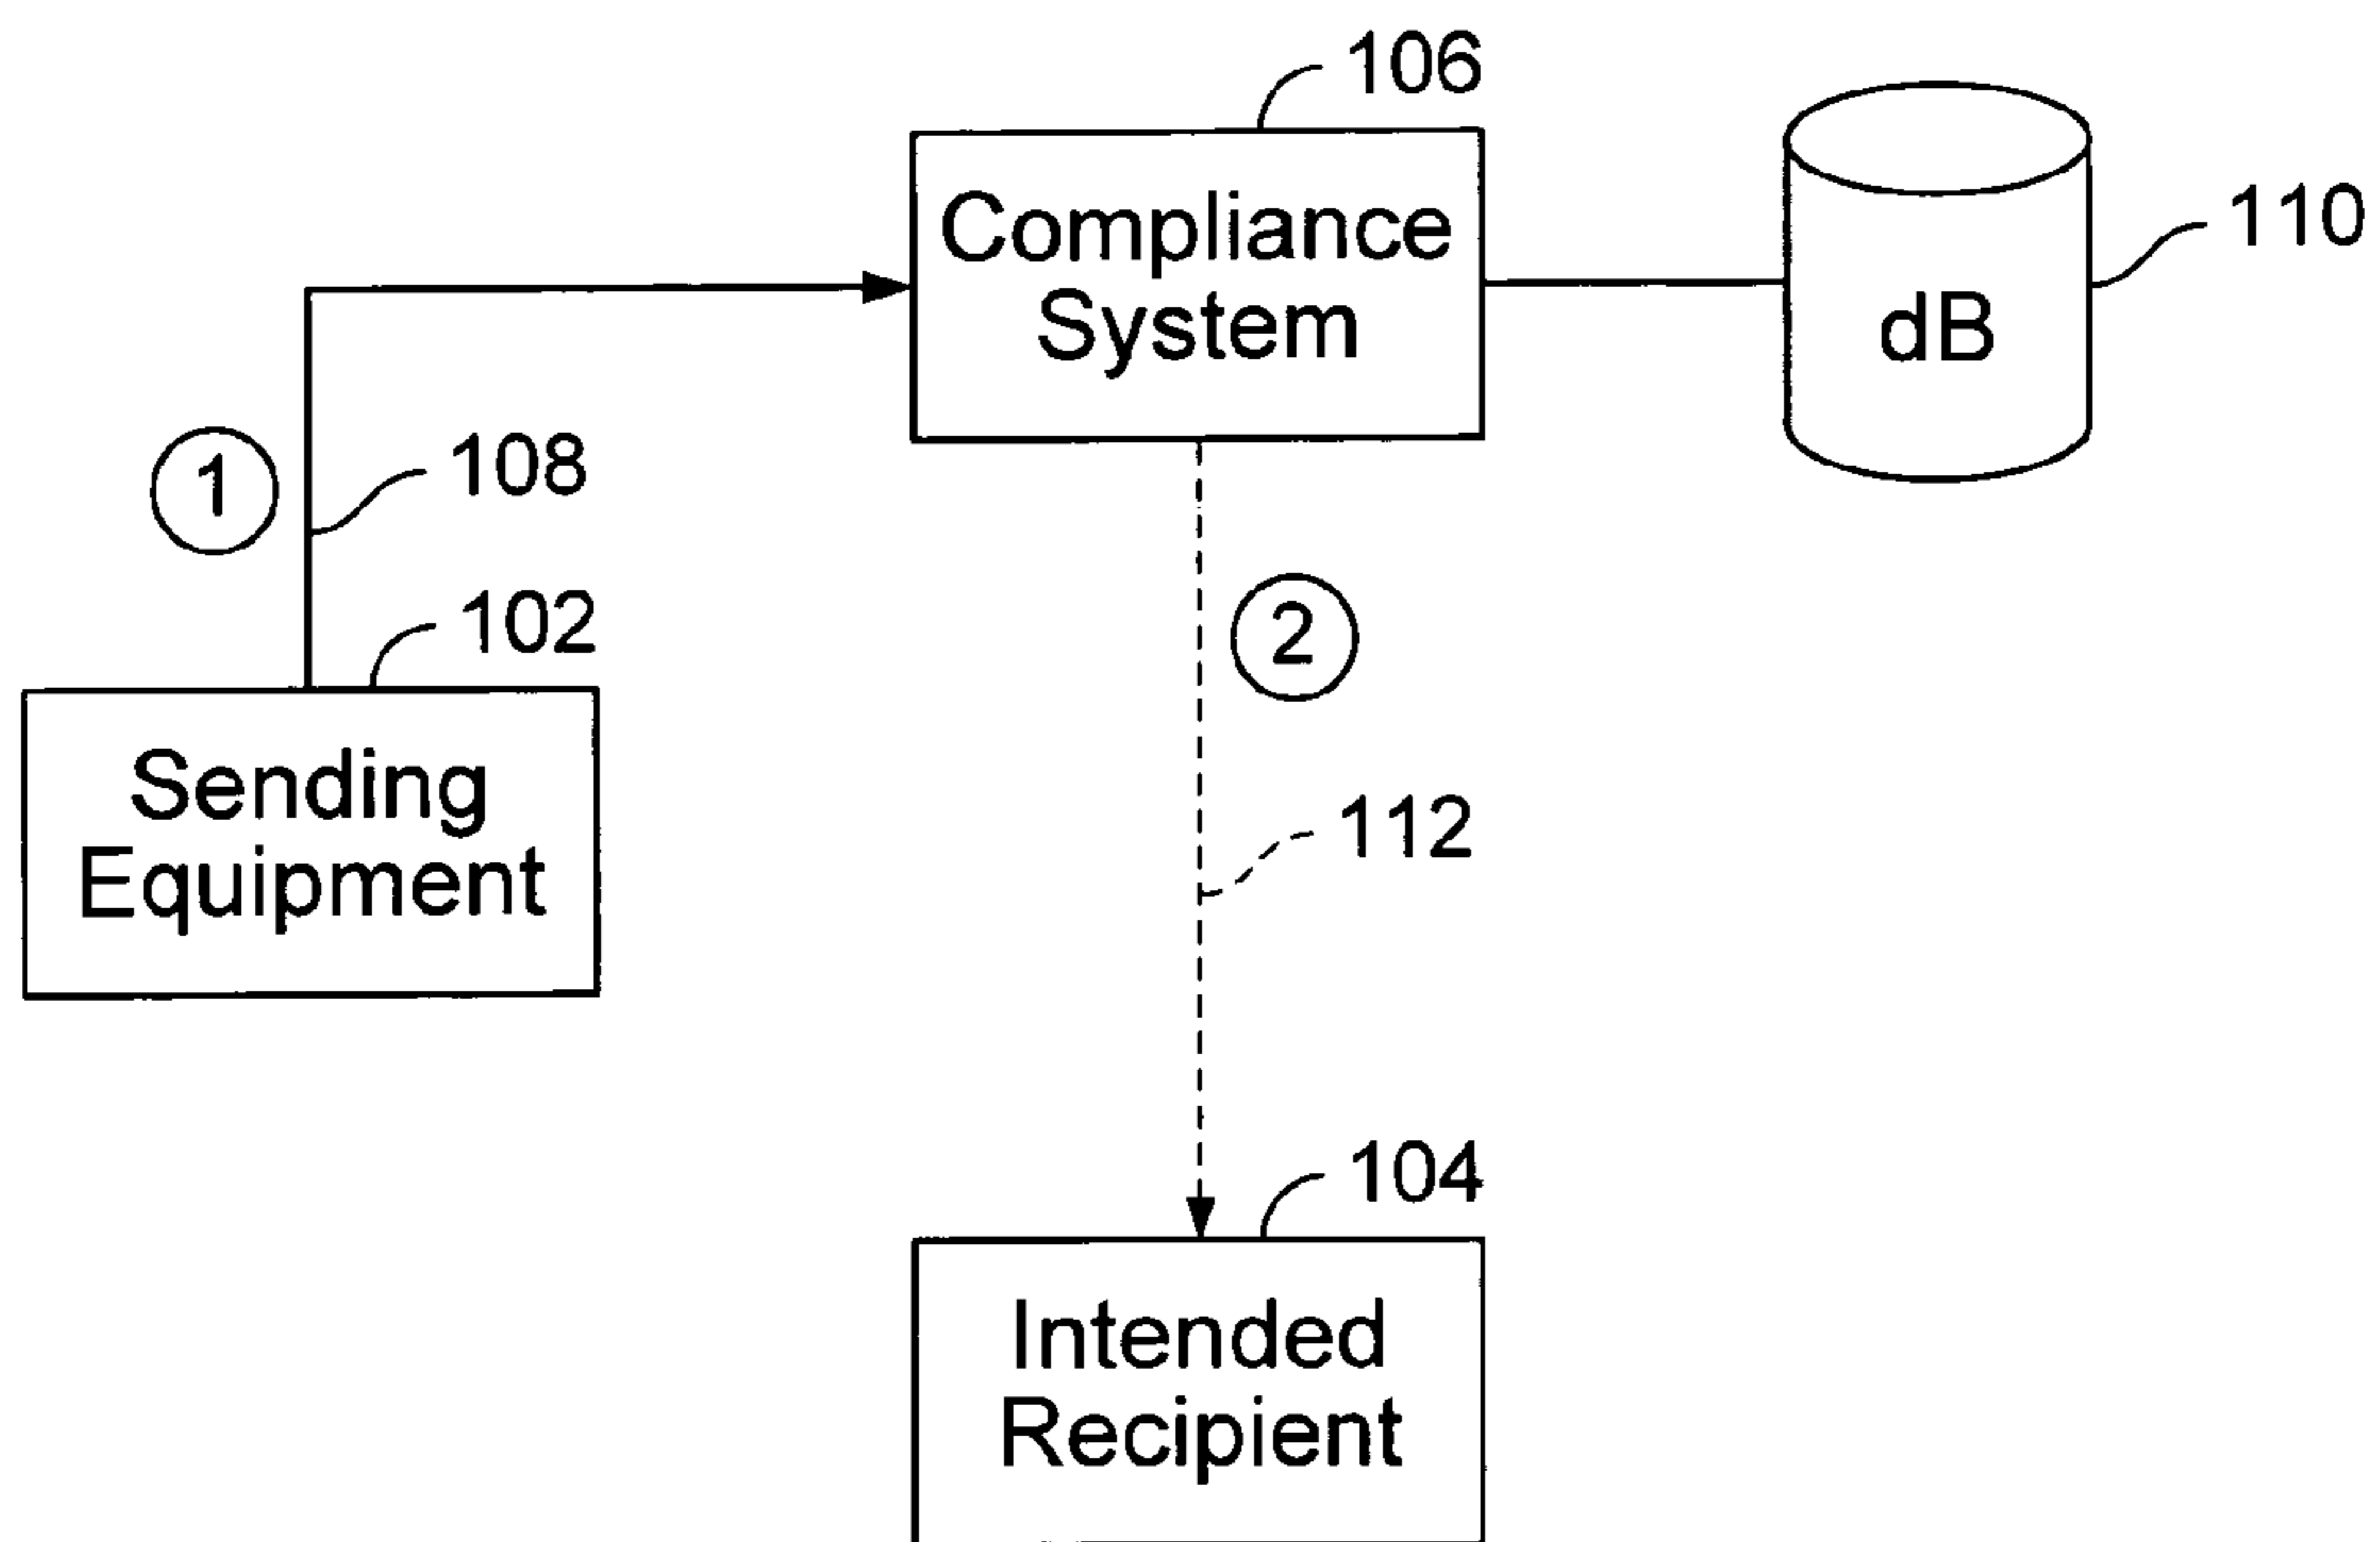 106
Compliance
System
110
dB
1
108
2
102
Sending
Equipment
112
104
Intended
Recipient